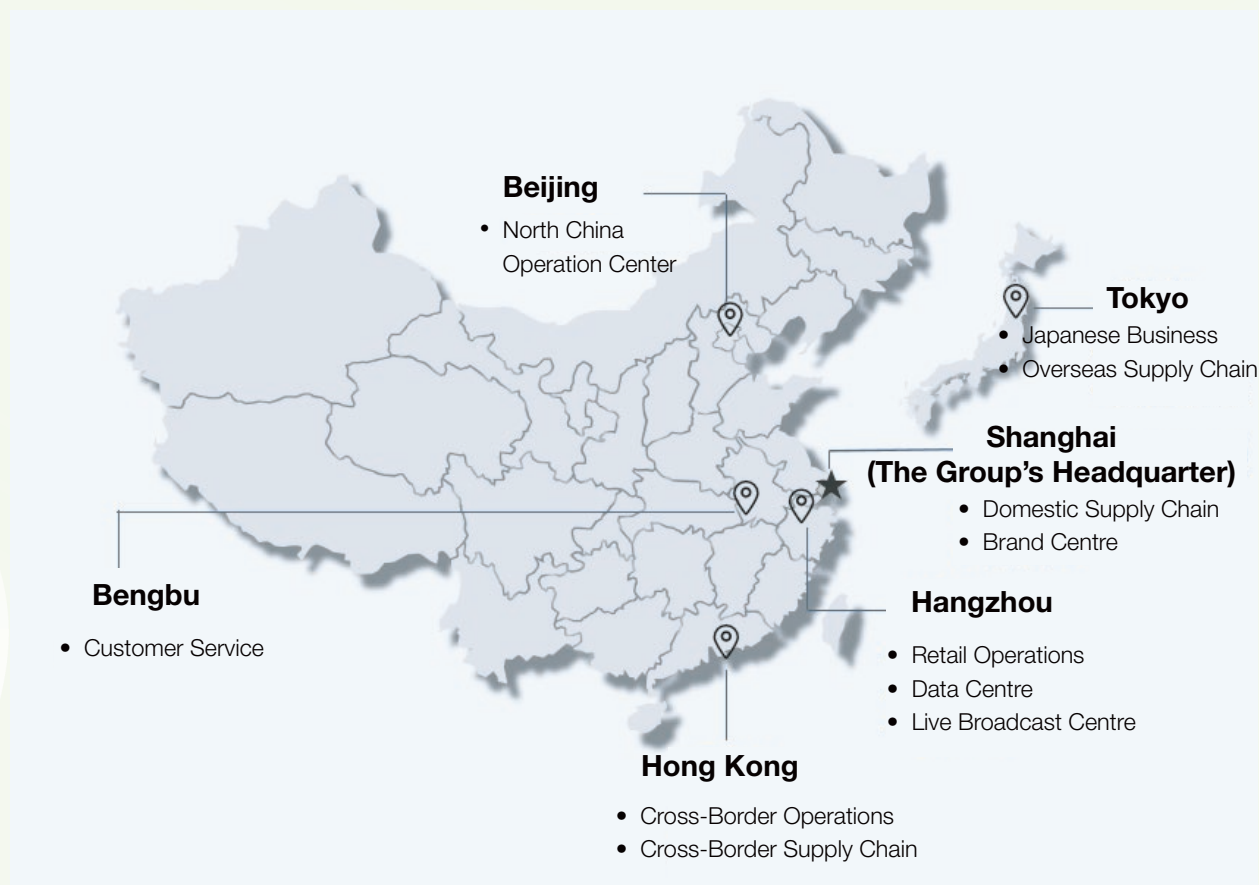 Beijing
• North China
Operation Center
Tokyo
• Japanese Business
• Overseas Supply Chain
Shanghai
(The Group’s Headquarter)
• Domestic Supply Chain
• Brand Centre
Bengbu
• Customer Service
Hangzhou
• Retail Operations
• Data Centre
• Live Broadcast Centre
Hong Kong
• Cross-Border Operations
• Cross-Border Supply Chain